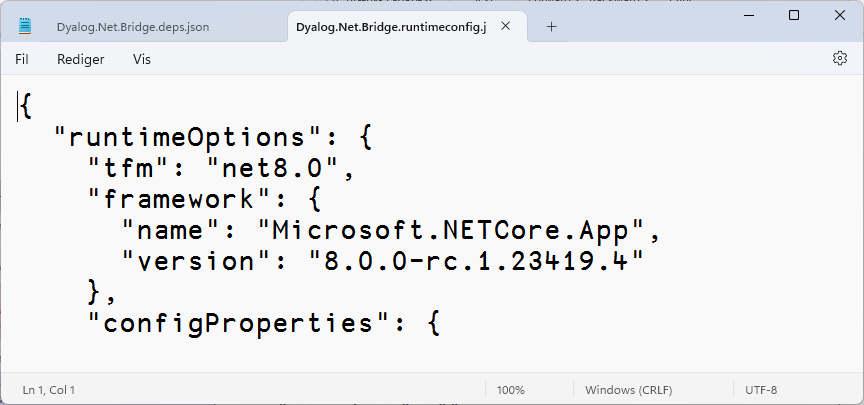 Dyalog.Net.Bridge.deps.json
Dyalog.Net.Bridge.runtimeconfig.j
Fil Rediger Vis
{
"runtimeOptions": {
"tfm": "net8.0",
"framework": {
"name": "Microsoft.NETCore.App",
"version": "8.0.0-rc.1.23419.4"
},
"configProperties": {
Ln 1, Col 1 100% Windows (CRLF) UTF-8